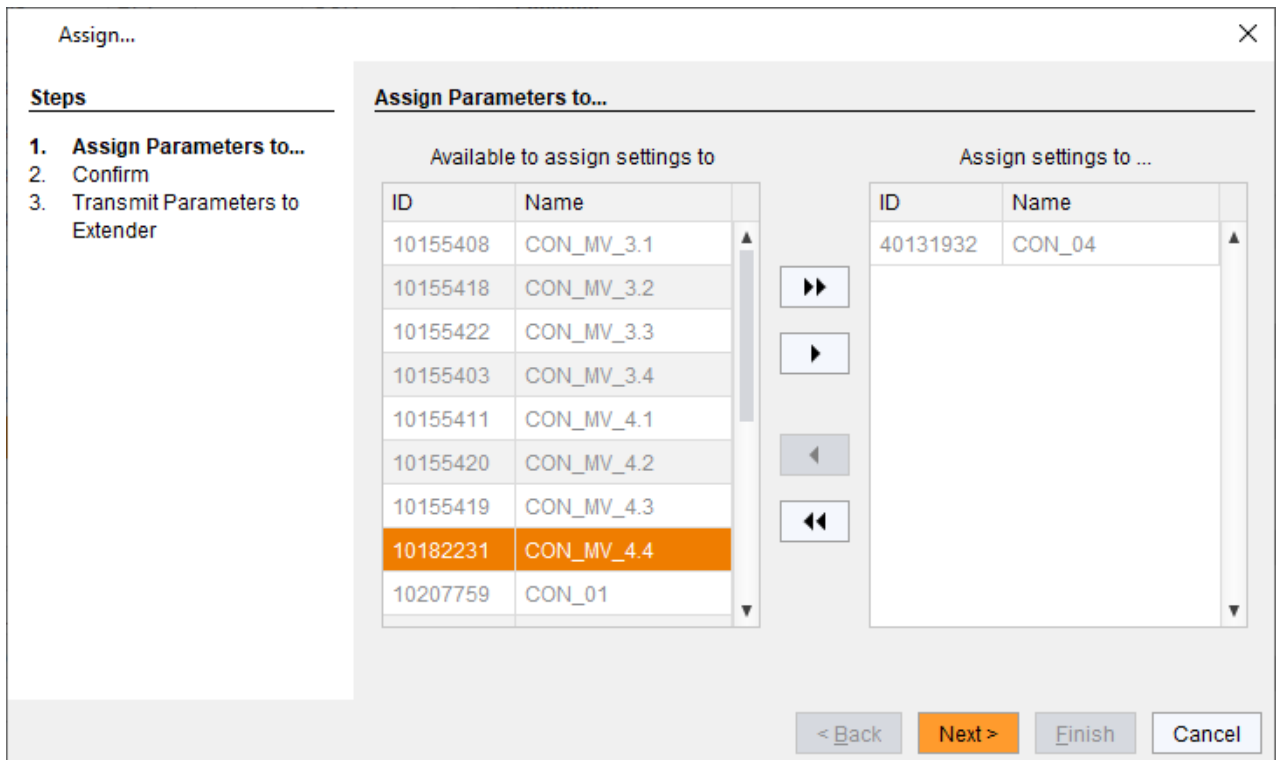 Assign...
Steps
1. Assign Parameters to...
2. Confirm
3. Transmit Parameters to
Extender
Assign Parameters to...
Available to assign settings to
ID Name
10155408 CON_MV_3.1
10155418 CON_MV_3.2
10155422 CON_MV_3.3
10155403 CON_MV_3.4
10155411 CON_MV_4.1
10155420 CON_MV_4.2
10155419 CON_MV_4.3
10182231 CON_MV_4.4
10207759 CON_01
Assign settings to ...
ID Name
40131932 CON_04
< Back Next > Finish Cancel